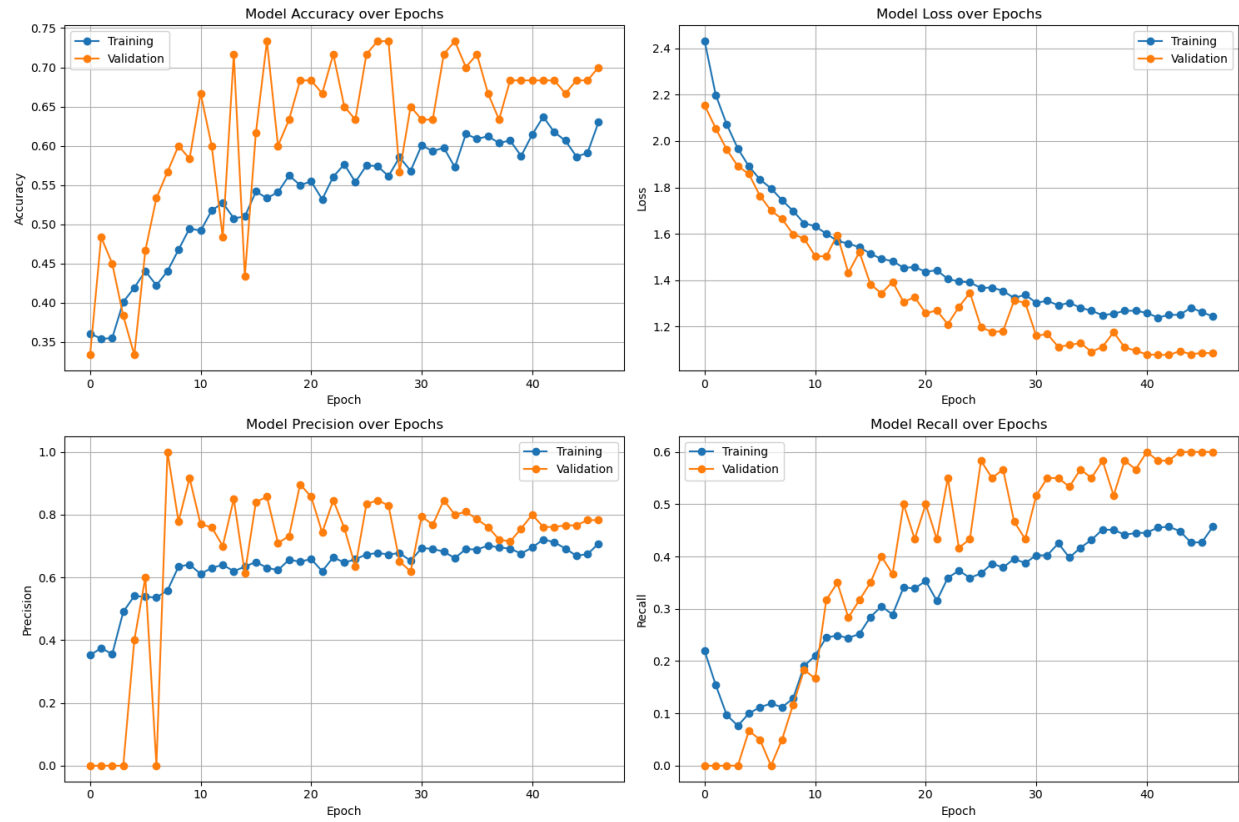 Model Accuracy over Epochs
Training
Validation
0.75
0.70
0.65
0.60
0.55
0.50
0.45
0.40
0.35
Accuracy
0
10
20
30
40
Epoch
Model Loss over Epochs
Training
Validation
2.4
2.2
2.0
1.8
1.6
1.4
1.2
Loss
0
10
20
30
40
Epoch
Model Precision over Epochs
Training
Validation
1.0
0.8
0.6
0.4
0.2
0.0
Precision
0
10
20
30
40
Epoch
Model Recall over Epochs
Training
Validation
0.6
0.5
0.4
0.3
0.2
0.1
0.0
Recall
0
10
20
30
40
Epoch